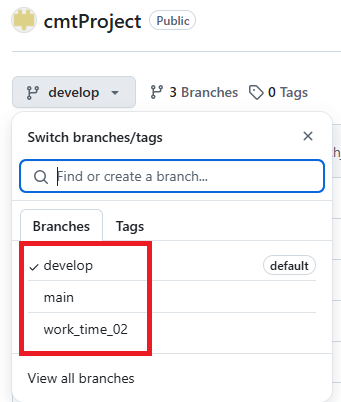 cmtProject Public
develop 3 Branches 0 Tags
Switch branches/tags
Find or create a branch...
Branches Tags
develop default
main
work_time_02
View all branches